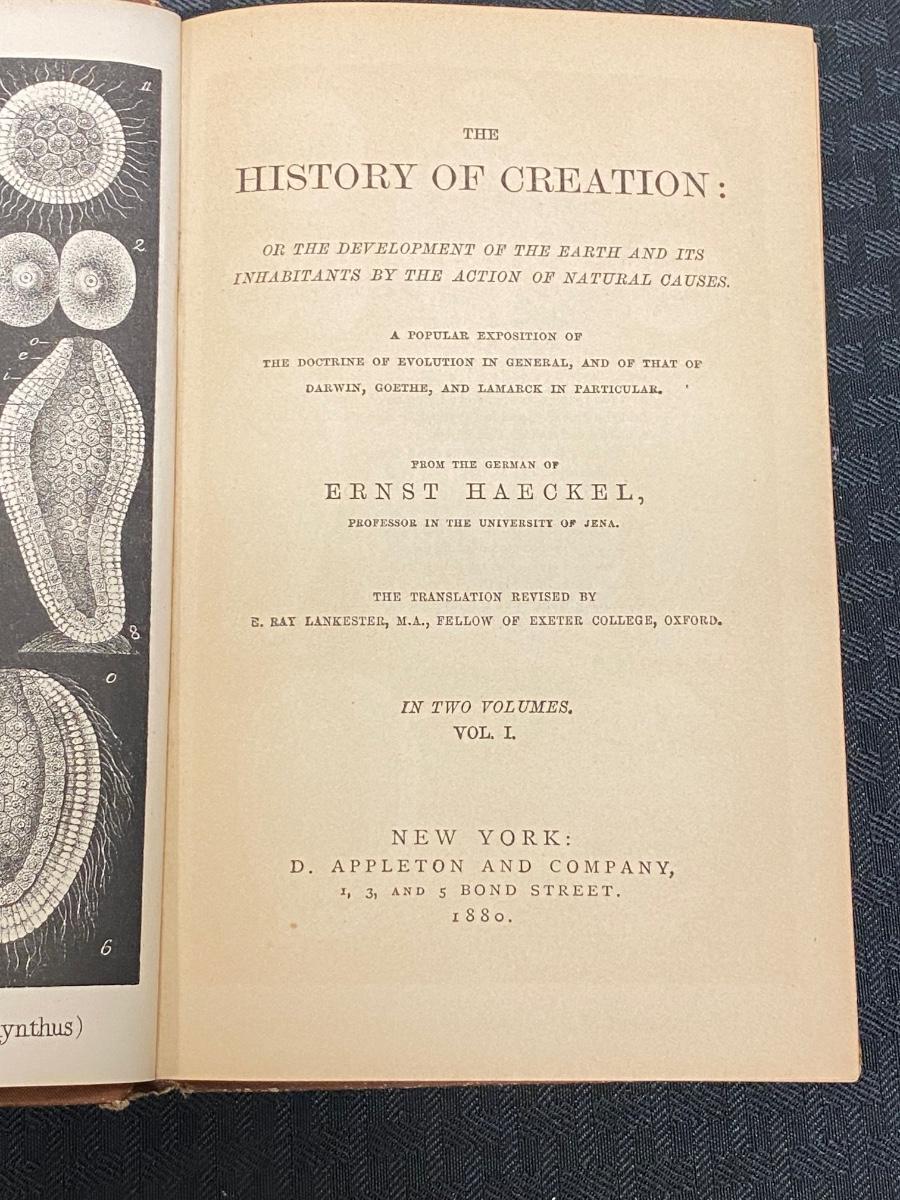 11
2
o
e
i
8
o
6
ynthus)
THE
HISTORY OF CREATION:
OR THE DEVELOPMENT OF THE EARTH AND ITS
INHABITANTS BY THE ACTION OF NATURAL CAUSES.
A POPULAR EXPOSITION OF
THE DOCTRINE OF EVOLUTION IN GENERAL, AND OF THAT OF
DARWIN, GOETHE, AND LAMARCK IN PARTICULAR.
FROM THE GERMAN OF
ERNST HAECKEL,
PROFESSOR IN THE UNIVERSITY OF JENA.
THE TRANSLATION REVISED BY
E. RAY LANKESTER, M.A., FELLOW OF EXETER COLLEGE, OXFORD.
IN TWO VOLUMES.
VOL. I.
NEW YORK:
D. APPLETON AND COMPANY,
1, 3, AND 5 BOND STREET.
1880.